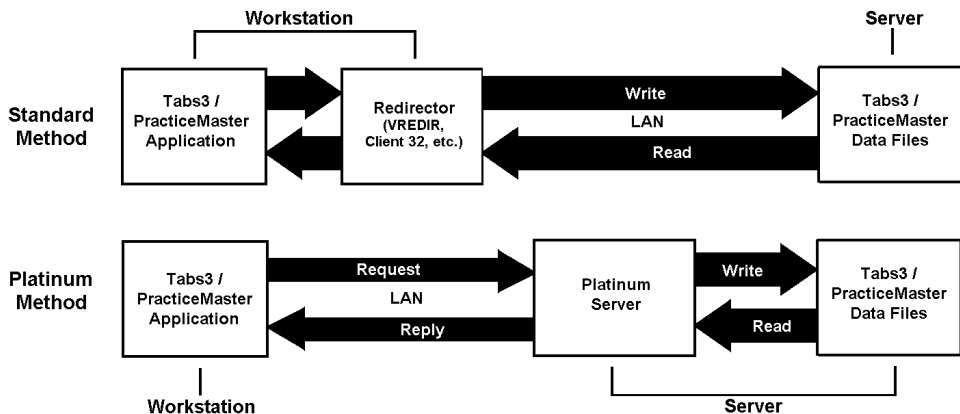 Workstation
Server
Standard
Method
Tabs3 /
PracticeMaster
Application
Redirector
(VREDIR,
Client 32, etc.)
Write
LAN
Read
Tabs3 /
PracticeMaster
Data Files
Platinum
Method
Tabs3 /
PracticeMaster
Application
Request
LAN
Reply
Platinum
Server
Write
Read
Tabs3 /
PracticeMaster
Data Files
Workstation
Server